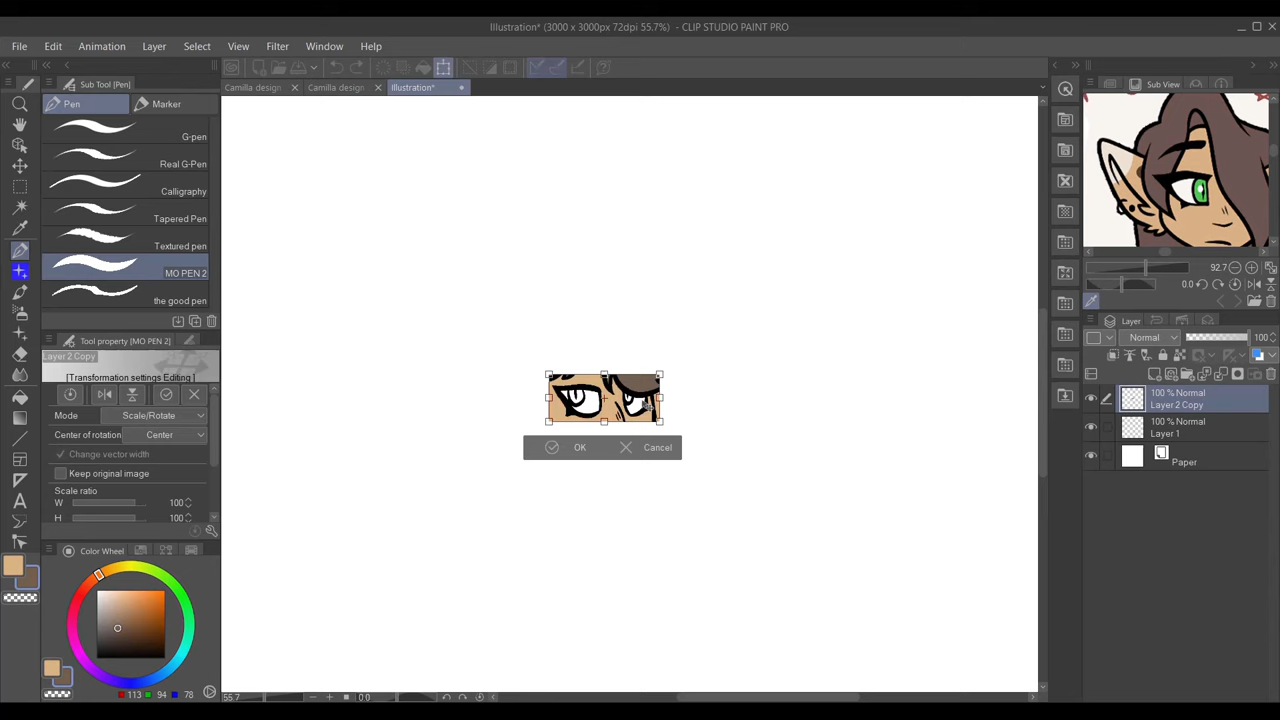 Illustration* (3000 x 3000px 72dpi 55.7%) - CLIP STUDIO PAINT PRO
File Edit Animation Layer Select View Filter Window Help
Sub Tool [Pen]
Camilla design Camilla design Illustration*
Sub View
Pen Marker
G-pen
Real G-Pen
Calligraphy
Tapered Pen
Textured pen
MO PEN 2
the good pen
Tool property [MO PEN 2]
Layer 2 Copy
[Transformation settings Editing ]
Mode Scale/Rotate
Center of rotation Center
Change vector width
Keep original image
Scale ratio
W 100
H 100
Color Wheel
113 94 78
OK Cancel
55.7 0.0
92.7
0.0
Layer
Normal 100
100 % Normal
Layer 2 Copy
100 % Normal
Layer 1
Paper